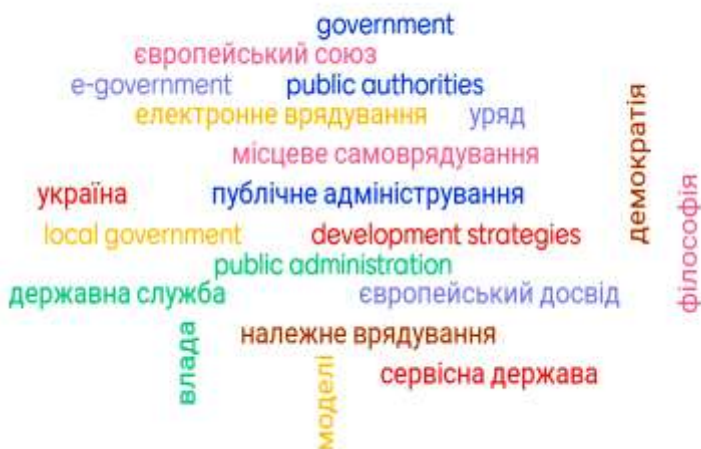 government
європейський союз
e-government public authorities
електронне врядування уряд
місцеве самоврядування
демократія
філософія
україна публічне адміністрування
local government development strategies
public administration
державна служба європейський досвід
влада
належне врядування
моделі
сервісна держава